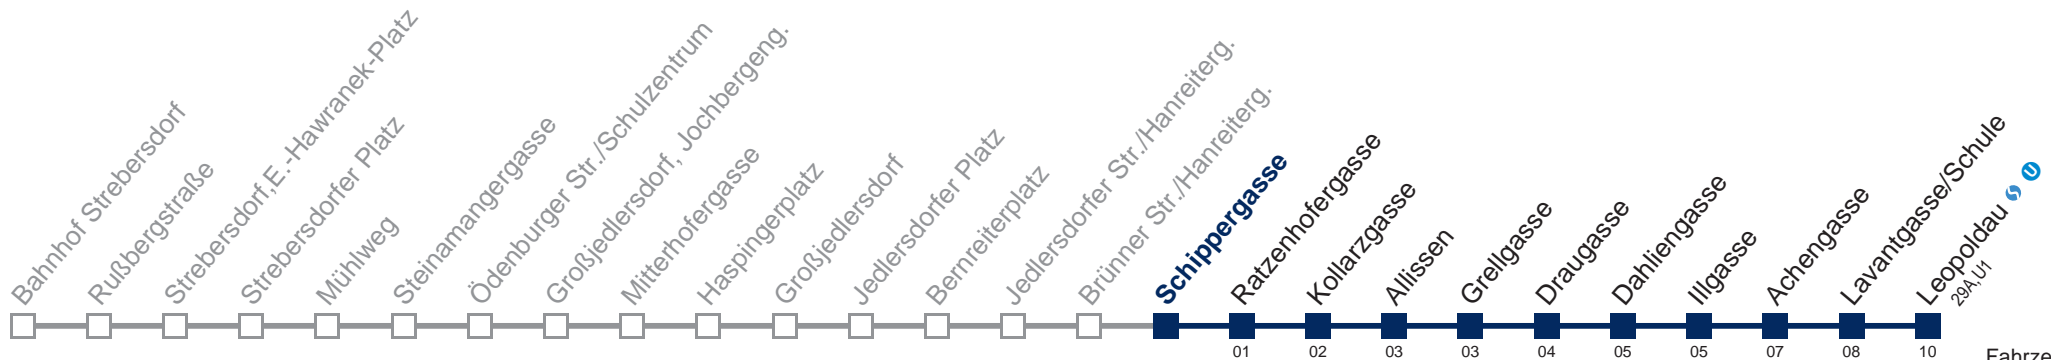 Bahnhof Strebersdorf
Rußbergstraße
Strebersdorf,E.-Hawranek-Platz
Strebersdorfer Platz
Mühlweg
Steinamangergasse
Ödenburger Str./Schulzentrum
Großjedlersdorf, Jochbergeng.
Mitterhofergasse
Haspingerplatz
Großjedlersdorf
Jedlersdorfer Platz
Bernreiterplatz
Jedlersdorfer Str./Hanreiterg.
Brünner Str./Hanreiterg.
Schippergasse
Ratzenhofergasse
Kollarzgasse
Allissen
Grellgasse
Draugasse
Dahliengasse
Illgasse
Achengasse
Lavantgasse/Schule
Leopoldau S U
29A,U1
01 02 03 03 04 05 05 07 08 10
Fahrze